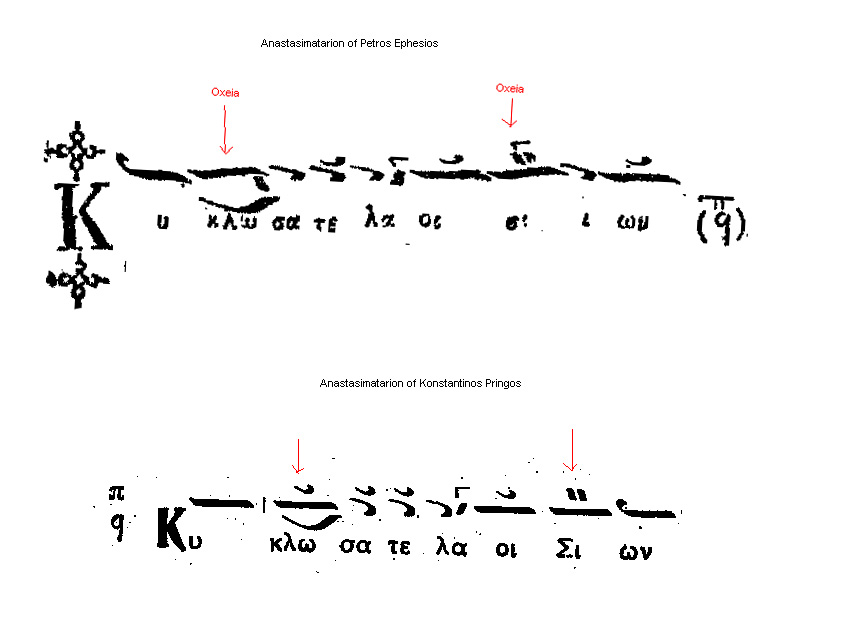 Anastasimatarion of Petros Ephesios
Oxeia Oxeia
Κ υ κλω σα τε λα οι σι ι ων (π q)
Anastasimatarion of Konstantinos Pringos
π q Κυ κλω σα τε λα οι Σι ων